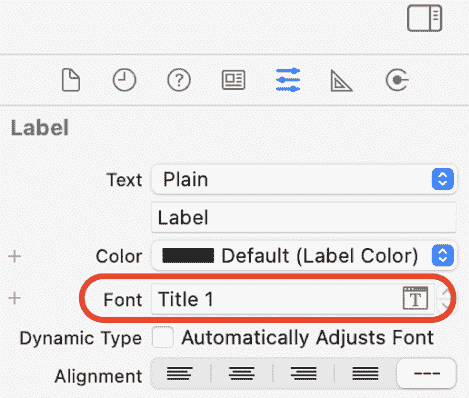 Label
Text Plain
Label
Color Default (Label Color)
Font Title 1 T
Dynamic Type Automatically Adjusts Font
Alignment ---